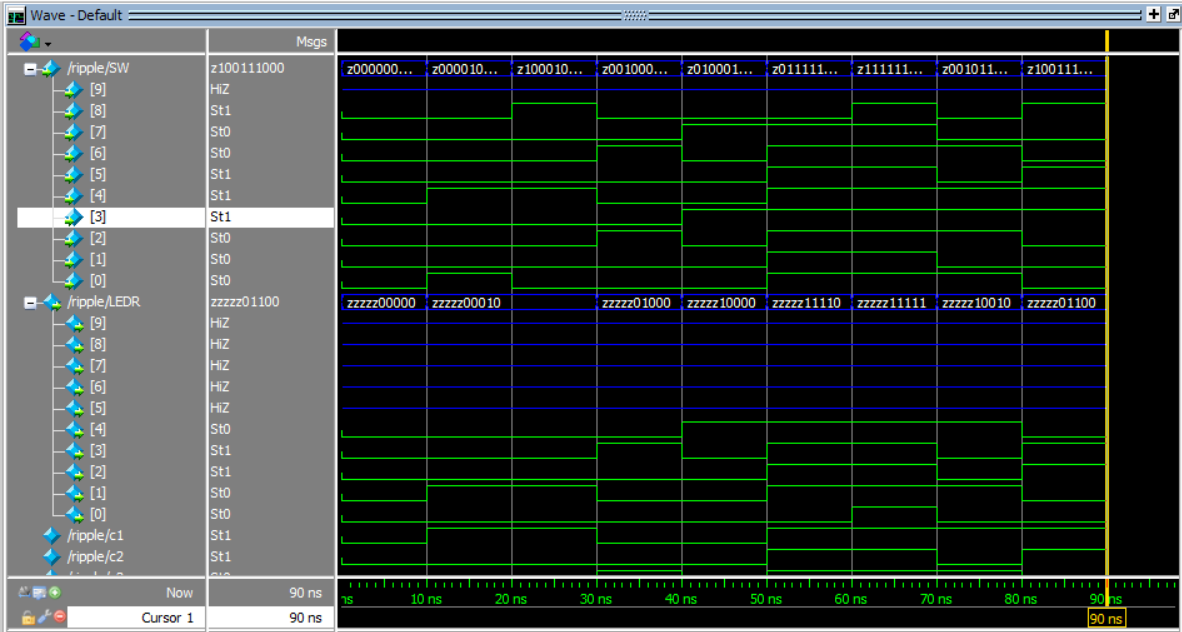 Wave - Default
Msgs
/ripple/SW z100111000 z000000... z000010... z100010... z001000... z010001... z011111... z111111... z001011... z100111...
[9] HiZ
[8] St1
[7] St0
[6] St0
[5] St1
[4] St1
[3] St1
[2] St0
[1] St0
[0] St0
/ripple/LEDR zzzzz01100 zzzzz00000 zzzzz00010 zzzzz01000 zzzzz10000 zzzzz11110 zzzzz11111 zzzzz10010 zzzzz01100
[9] HiZ
[8] HiZ
[7] HiZ
[6] HiZ
[5] HiZ
[4] St0
[3] St1
[2] St1
[1] St0
[0] St0
/ripple/c1 St1
/ripple/c2 St1
Now 90 ns ns 10 ns 20 ns 30 ns 40 ns 50 ns 60 ns 70 ns 80 ns 90 ns
Cursor 1 90 ns 90 ns